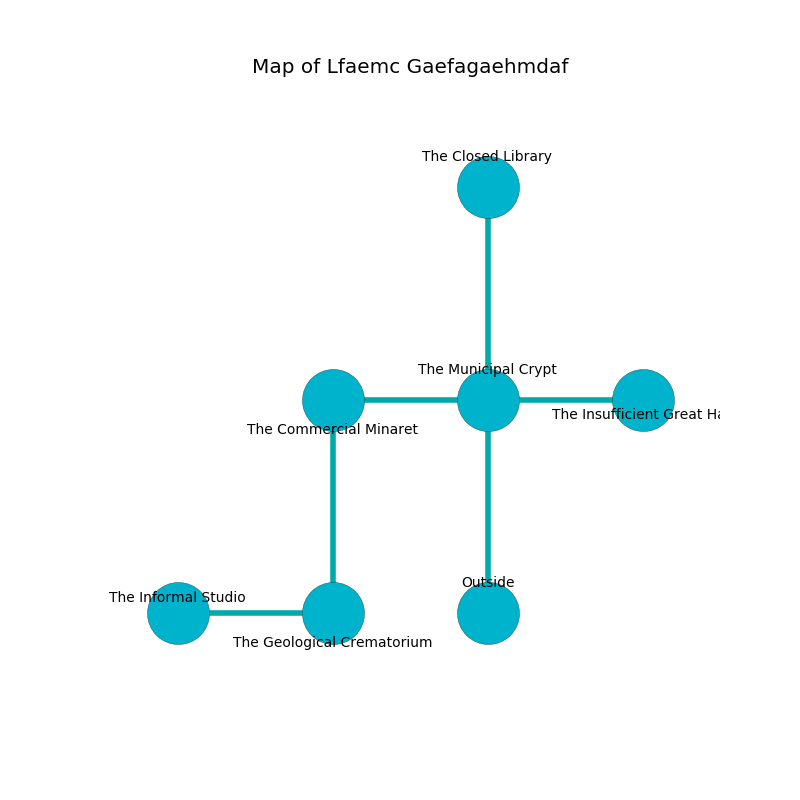 Map of Lfaemc Gaefagaehmdaf
The Closed Library
The Municipal Crypt
The Insufficient Great
The Commercial Minaret
Outside
The Informal Studio
The Geological Crematorium